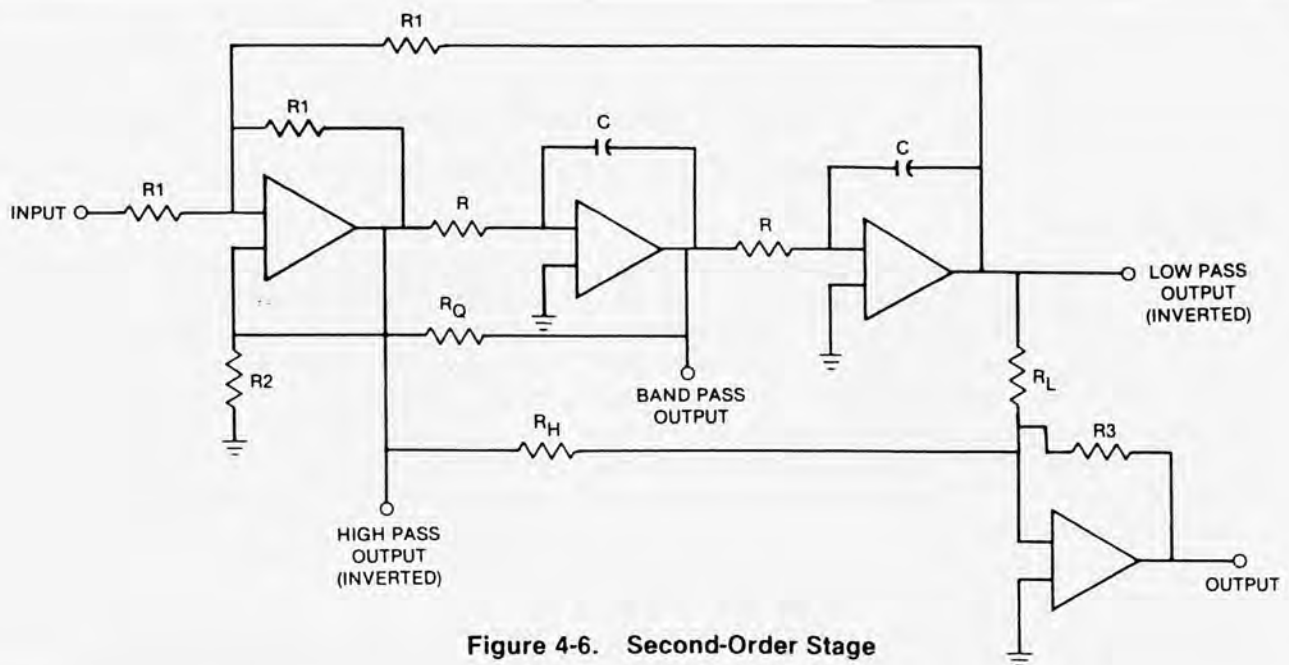 R1
R1
C
C
INPUT
R1
R
R
LOW PASS
OUTPUT
(INVERTED)
RQ
R2
BAND PASS
OUTPUT
RL
RH
R3
HIGH PASS
OUTPUT
(INVERTED)
OUTPUT
Figure 4-6. Second-Order Stage